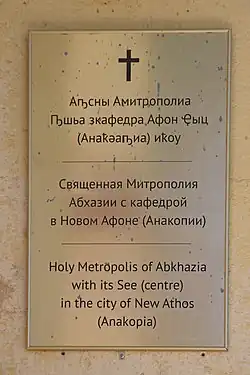 Аҧсны Амитрополиа
Ԥшьа зкафедра Афон Ҿыц
(Анаҟәаҧиа) иҟоу
Священная Митрополия
Абхазии с кафедрой
в Новом Афоне (Анакопии)
Holy Metropolis of Abkhazia
with its See (centre)
in the city of New Athos
(Anakopia)